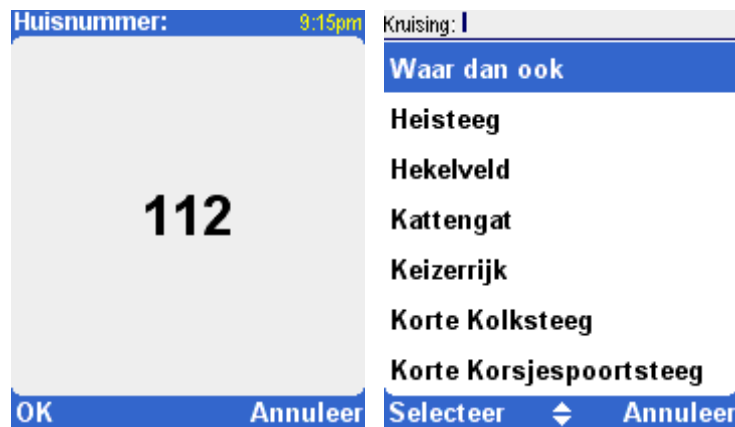 Huisnummer: 9:15pm
112
OK Annuleer
Kruising:
Waar dan ook
Heisteeg
Hekelveld
Kattengat
Keizerrijk
Korte Kolksteeg
Korte Korsjespoortsteeg
Selecteer Annuleer